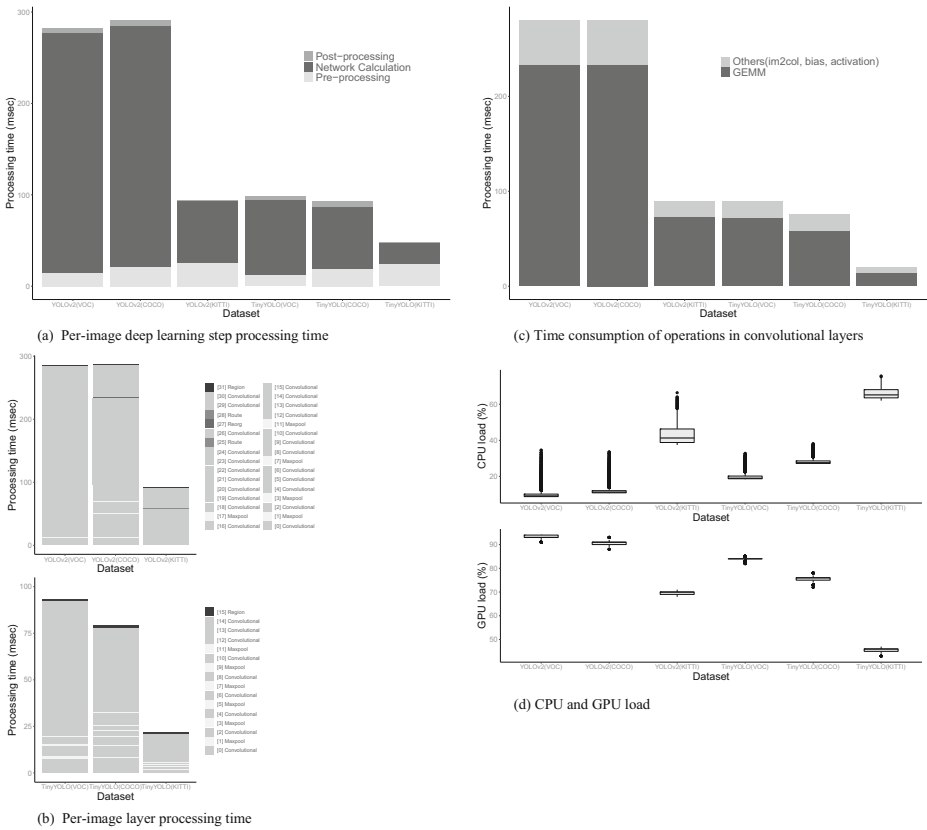 300
200
100
0
Processing time (msec)
Post-processing
Network Calculation
Pre-processing
YOLOv2(VOC) YOLOv2(COCO) YOLOv2(KITTI) TinyYOLO(VOC) TinyYOLO(COCO) TinyYOLO(KITTI)
Dataset
(a) Per-image deep learning step processing time
200
100
0
Processing time (msec)
Others(im2col, bias, activation)
GEMM
YOLOv2(VOC) YOLOv2(COCO) YOLOv2(KITTI) TinyYOLO(VOC) TinyYOLO(COCO) TinyYOLO(KITTI)
Dataset
(c) Time consumption of operations in convolutional layers
300
200
100
0
Processing time (msec)
YOLOv2(VOC) YOLOv2(COCO) YOLOv2(KITTI)
Dataset
[31] Region
[30] Convolutional
[29] Convolutional
[28] Route
[27] Reorg
[26] Convolutional
[25] Route
[24] Convolutional
[23] Convolutional
[22] Convolutional
[21] Convolutional
[20] Convolutional
[19] Convolutional
[18] Convolutional
[17] Maxpool
[16] Convolutional
[15] Convolutional
[14] Convolutional
[13] Convolutional
[12] Convolutional
[11] Maxpool
[10] Convolutional
[9] Convolutional
[8] Convolutional
[7] Maxpool
[6] Convolutional
[5] Convolutional
[4] Convolutional
[3] Maxpool
[2] Convolutional
[1] Maxpool
[0] Convolutional
100
75
50
25
0
Processing time (msec)
TinyYOLO(VOC) TinyYOLO(COCO) TinyYOLO(KITTI)
Dataset
[15] Region
[14] Convolutional
[13] Convolutional
[12] Convolutional
[11] Maxpool
[10] Convolutional
[9] Maxpool
[8] Convolutional
[7] Maxpool
[6] Convolutional
[5] Maxpool
[4] Convolutional
[3] Maxpool
[2] Convolutional
[1] Maxpool
[0] Convolutional
(b) Per-image layer processing time
60
40
20
CPU load (%)
YOLOv2(VOC) YOLOv2(COCO) YOLOv2(KITTI) TinyYOLO(VOC) TinyYOLO(COCO) TinyYOLO(KITTI)
Dataset
90
80
70
60
50
GPU load (%)
YOLOv2(VOC) YOLOv2(COCO) YOLOv2(KITTI) TinyYOLO(VOC) TinyYOLO(COCO) TinyYOLO(KITTI)
Dataset
(d) CPU and GPU load